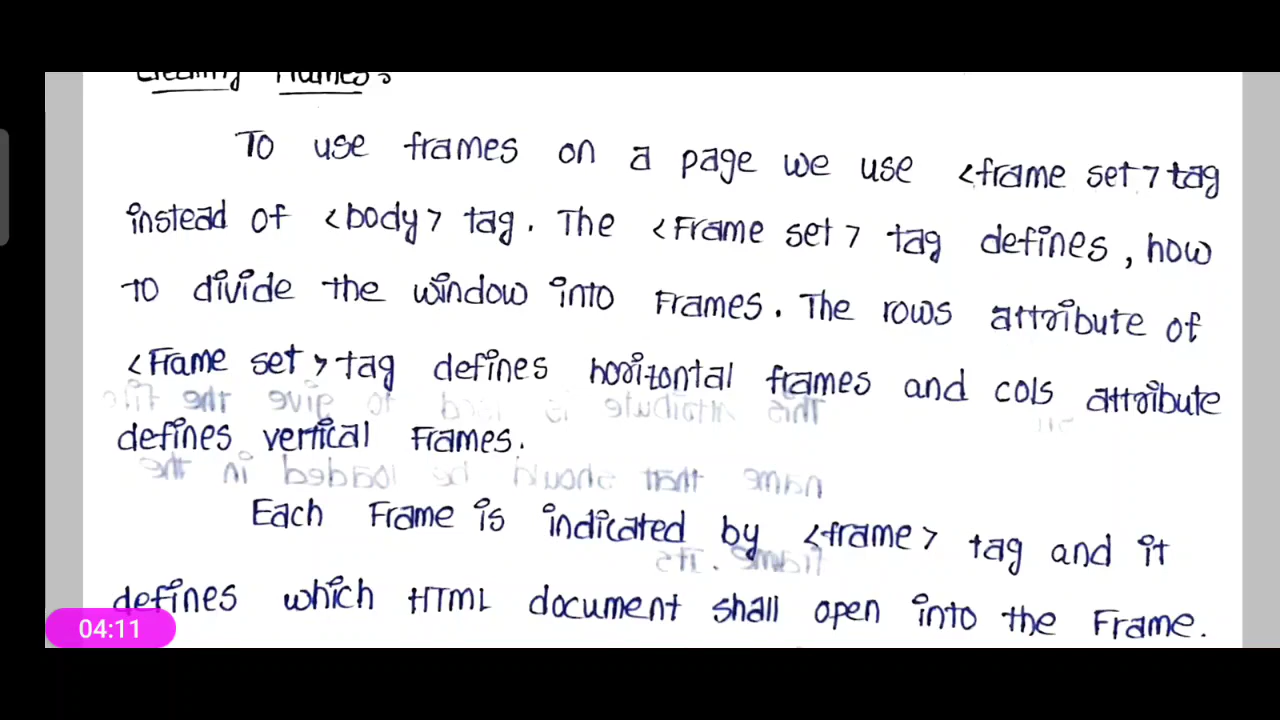 Creating Frames:
To use frames on a page we use <frame set> tag
instead of <body> tag. The <Frame set> tag defines, how
to divide the window into Frames. The rows attribute of
<Frame set> tag defines horizontal frames and cols attribute
defines vertical Frames.
Each Frame is indicated by <frame> tag and it
defines which HTML document shall open into the Frame.
04:11